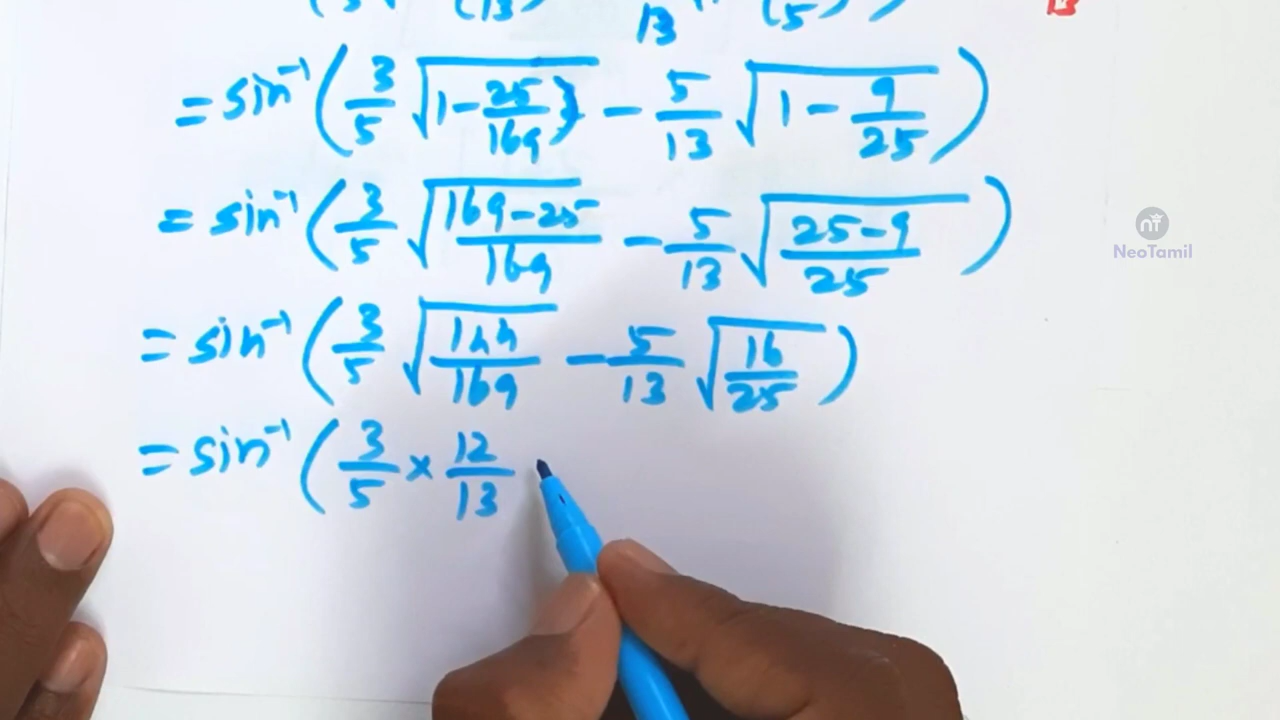 = sin⁻¹ ( 3/5 √(1 - 25/169) - 5/13 √(1 - 9/25) )
= sin⁻¹ ( 3/5 √((169-25)/169) - 5/13 √((25-9)/25) )
= sin⁻¹ ( 3/5 √(144/169) - 5/13 √(16/25) )
= sin⁻¹ ( 3/5 × 12/13
NeoTamil